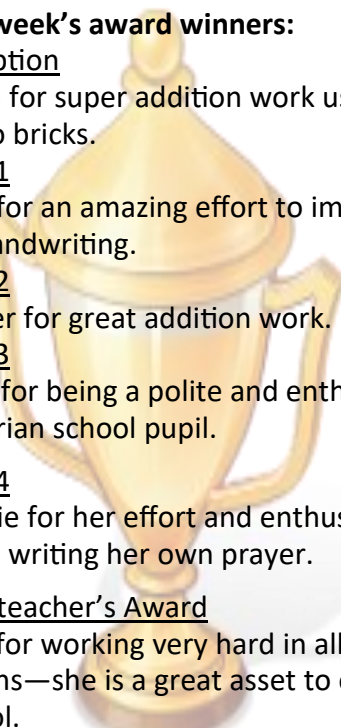 week’s award winners:
ption
for super addition work us
o bricks.
1
for an amazing effort to im
andwriting.
2
er for great addition work.
3
for being a polite and enth
rian school pupil.
4
ie for her effort and enthus
writing her own prayer.
teacher’s Award
for working very hard in all
ns—she is a great asset to
ol.